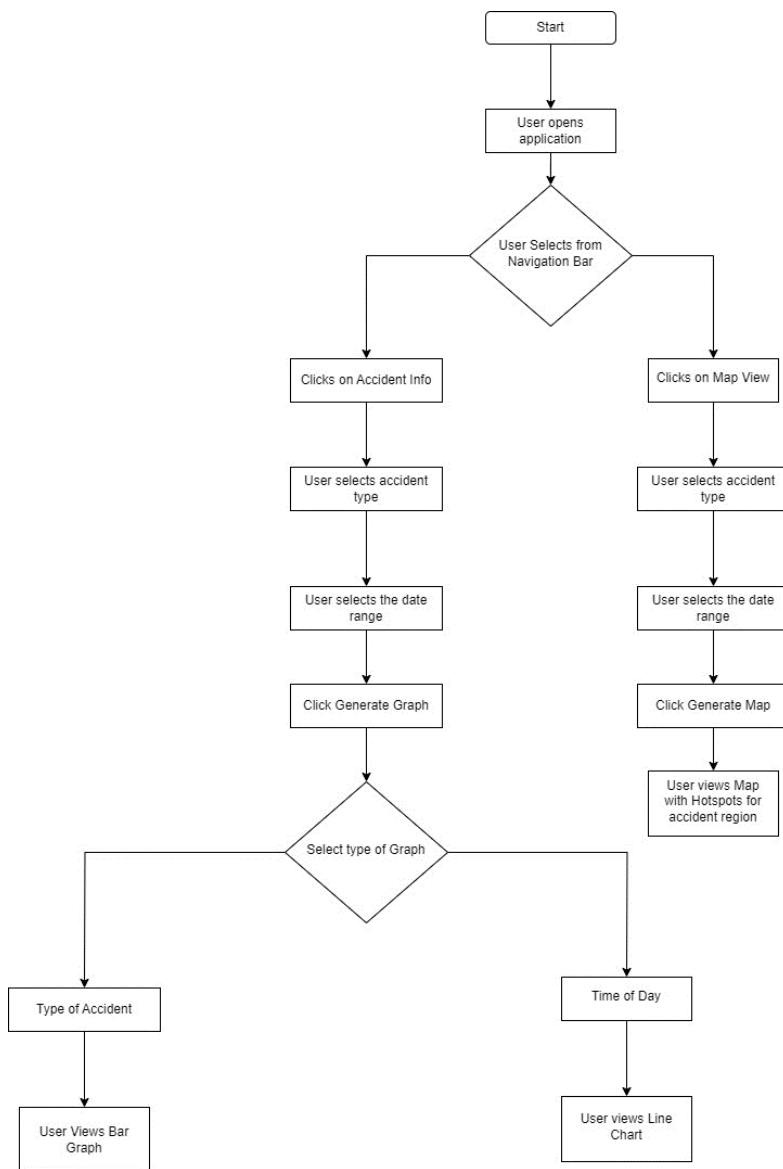 Start
User opens
application
User Selects from
Navigation Bar
Clicks on Accident Info
Clicks on Map View
User selects accident
type
User selects accident
type
User selects the date
range
User selects the date
range
Click Generate Graph
Click Generate Map
User views Map
with Hotspots for
accident region
Select type of Graph
Type of Accident
Time of Day
User Views Bar
Graph
User views Line
Chart